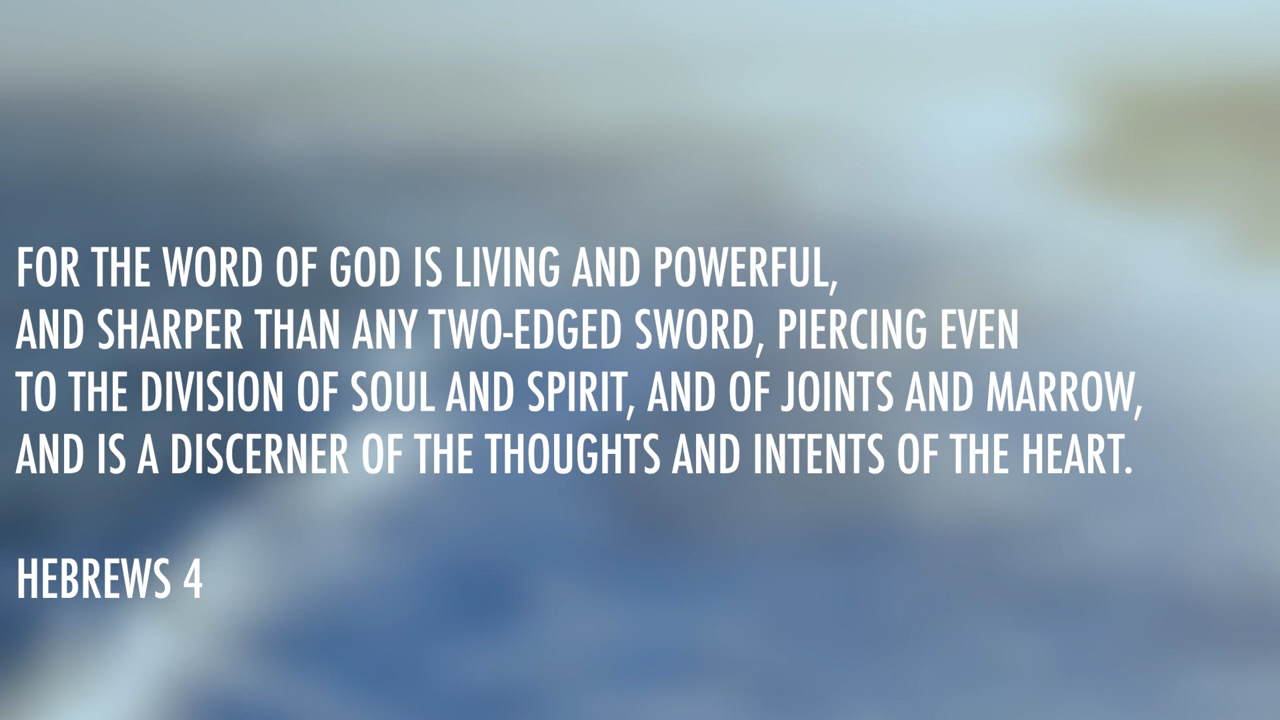 FOR THE WORD OF GOD IS LIVING AND POWERFUL,
AND SHARPER THAN ANY TWO-EDGED SWORD, PIERCING EVEN
TO THE DIVISION OF SOUL AND SPIRIT, AND OF JOINTS AND MARROW,
AND IS A DISCERNER OF THE THOUGHTS AND INTENTS OF THE HEART.
HEBREWS 4